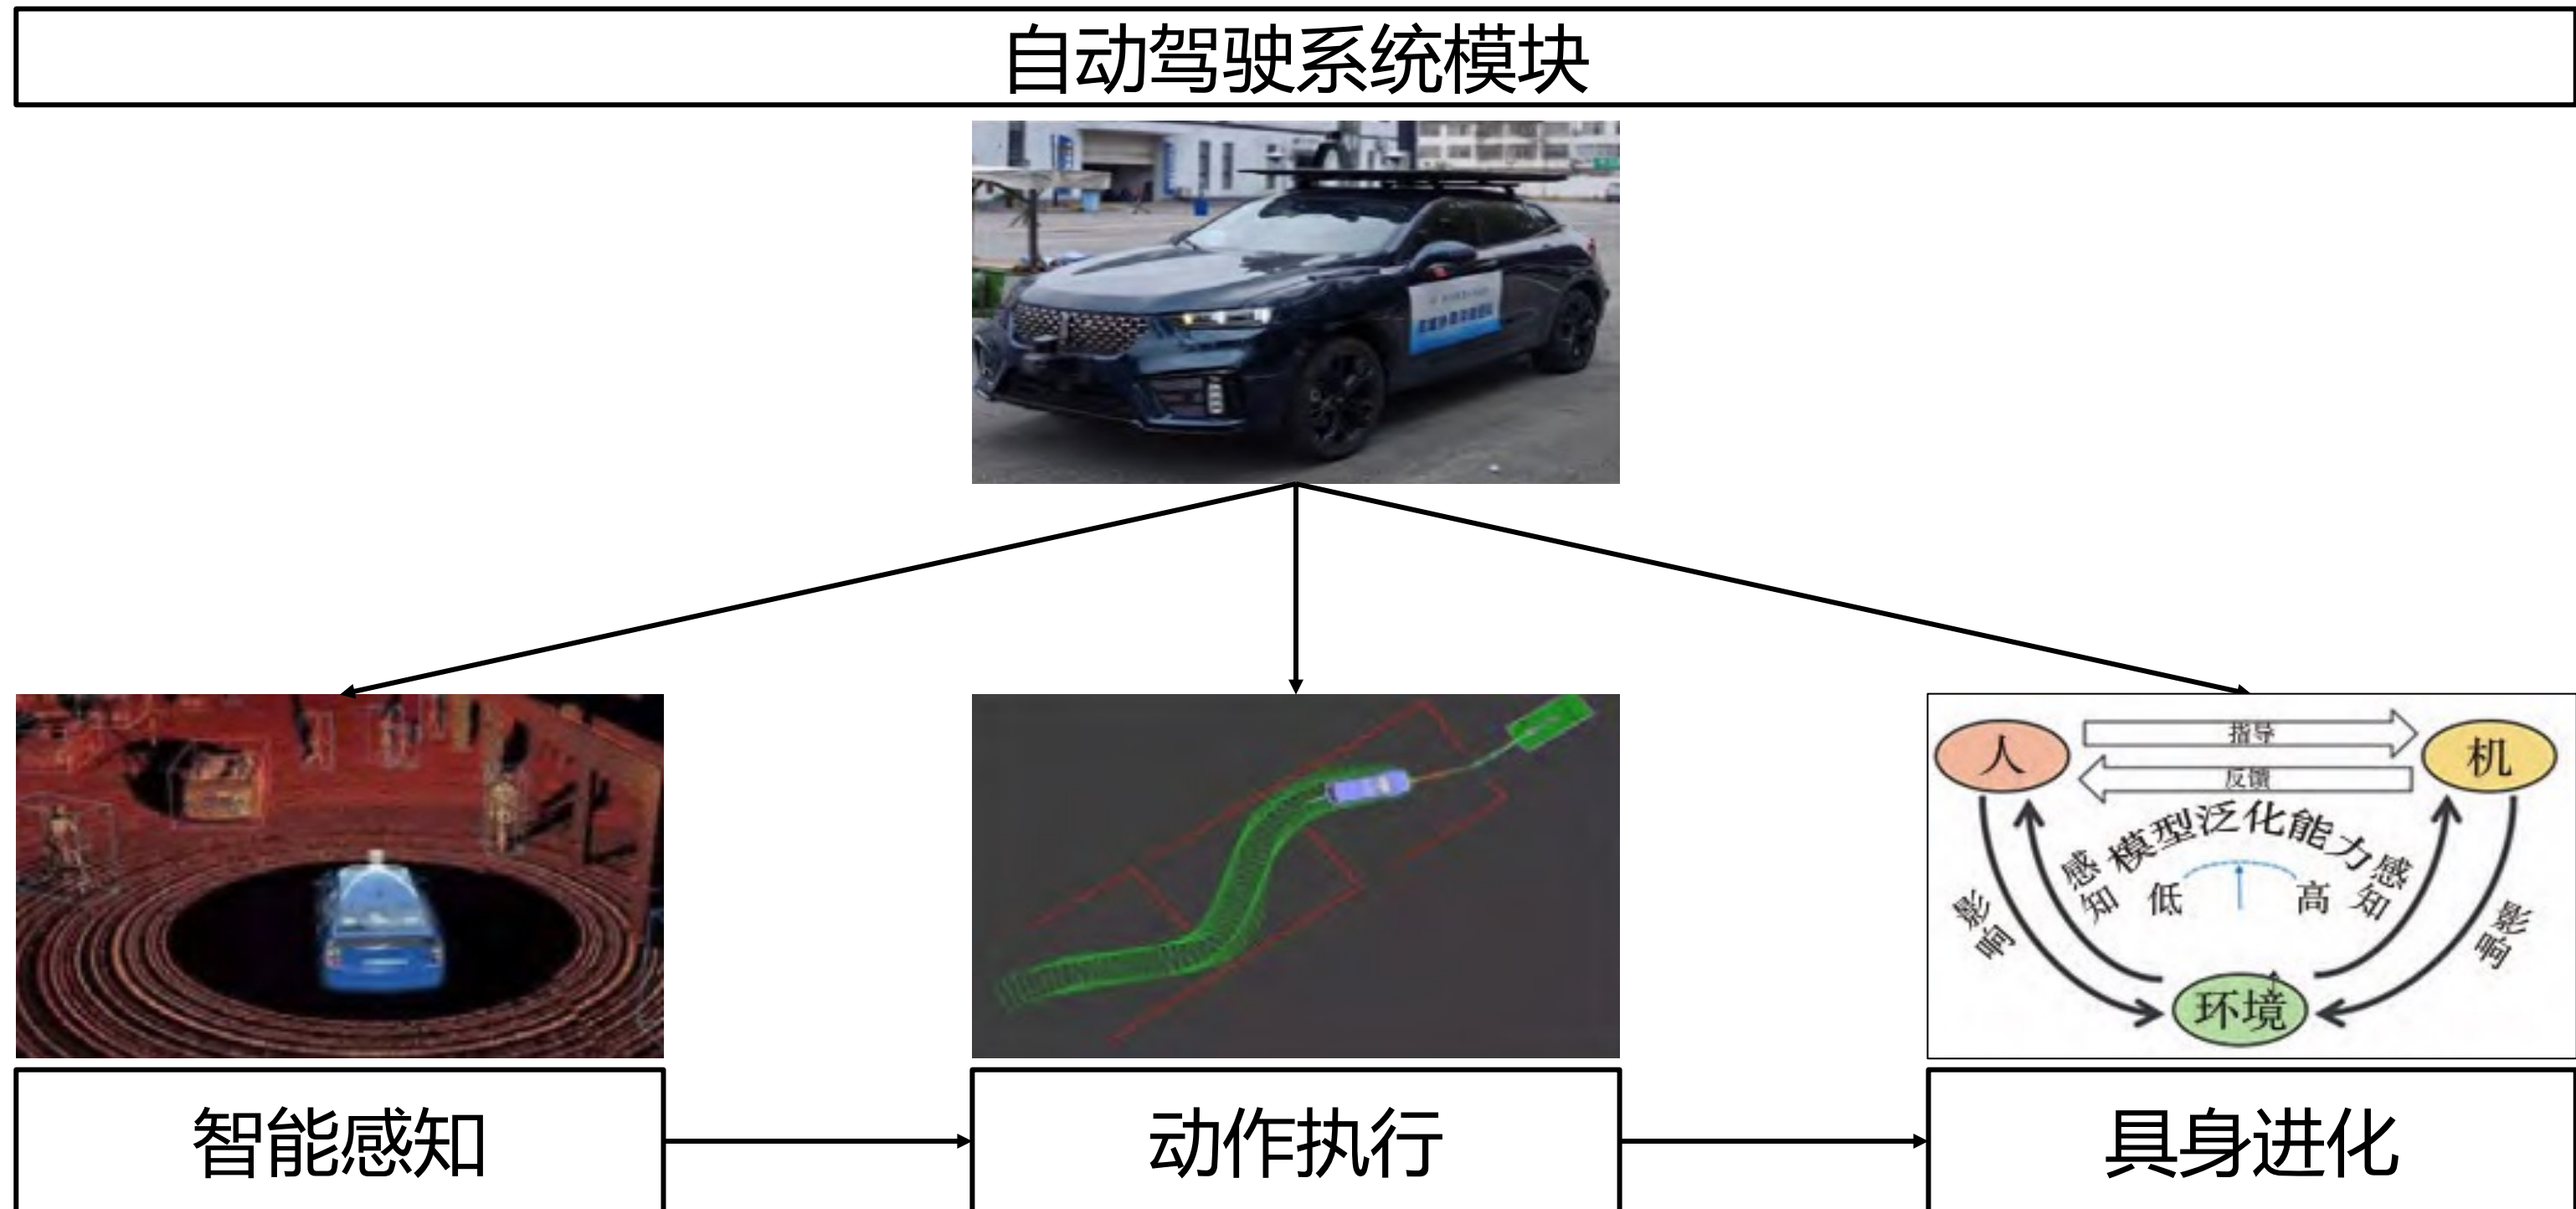 自动驾驶系统模块
人
指导
机
反馈
模型泛化能力
感知
低
高
感知
影响
影响
环境
智能感知
动作执行
具身进化